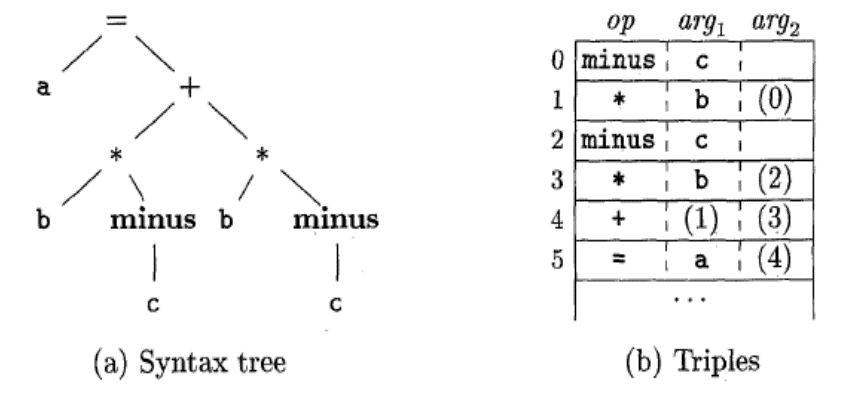 =
a +
* *
b minus b minus
c c
(a) Syntax tree
op arg1 arg2
0 minus c
1 * b (0)
2 minus c
3 * b (2)
4 + (1) (3)
5 = a (4)
...
(b) Triples